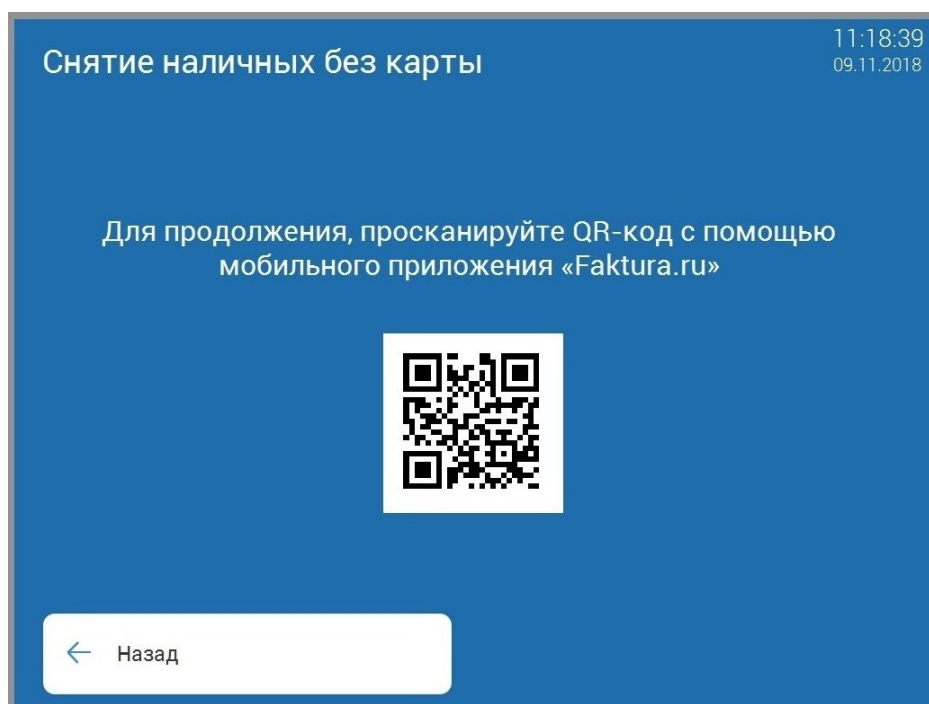 Снятие наличных без карты
11:18:39
09.11.2018
Для продолжения, просканируйте QR-код с помощью
мобильного приложения «Faktura.ru»
Назад